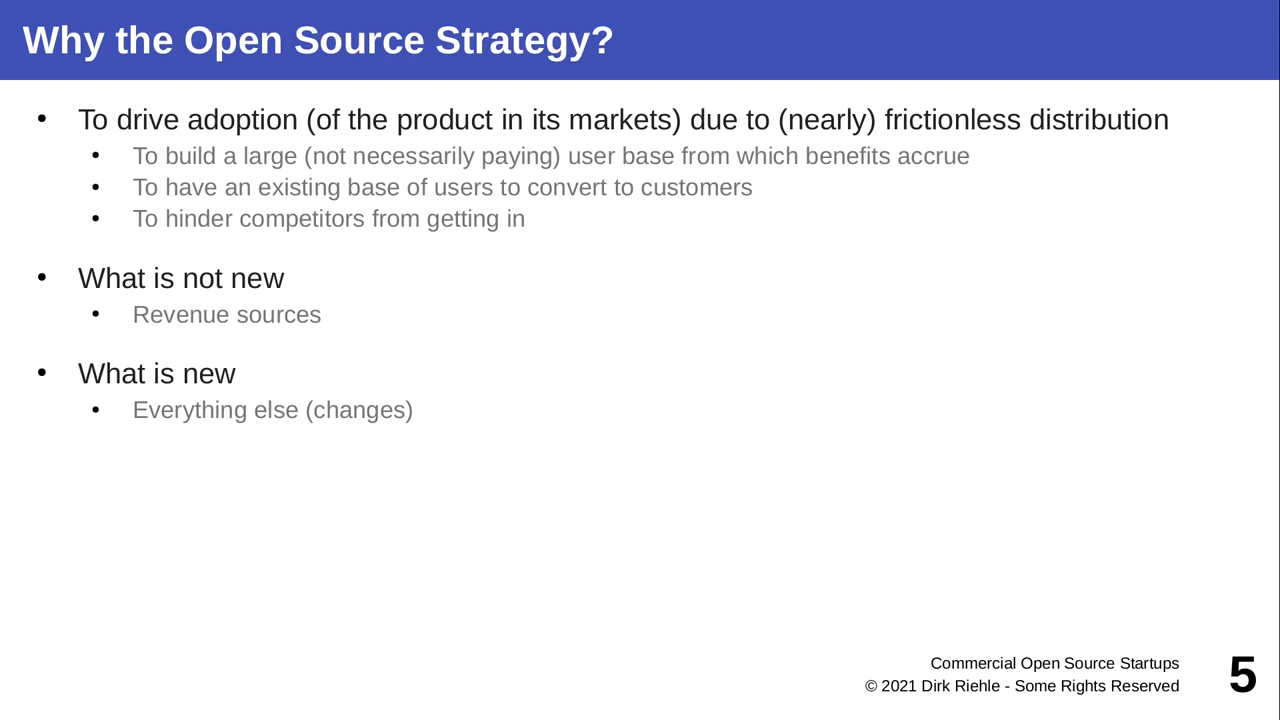 Why the Open Source Strategy?
• To drive adoption (of the product in its markets) due to (nearly) frictionless distribution
• To build a large (not necessarily paying) user base from which benefits accrue
• To have an existing base of users to convert to customers
• To hinder competitors from getting in
• What is not new
• Revenue sources
• What is new
• Everything else (changes)
Commercial Open Source Startups
© 2021 Dirk Riehle - Some Rights Reserved
5